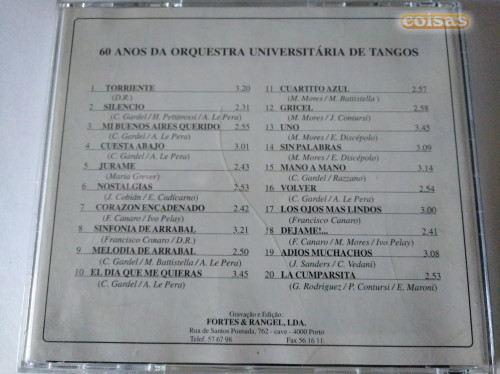 coisas
60 ANOS DA ORQUESTRA UNIVERSITÁRIA DE TANGOS
1 TORRIENTE 3.20
(D.R.)
2 SILENCIO 2.31
(C. Gardel / H. Pettorossi / A. Le Pera)
3 MI BUENOS AIRES QUERIDO 2.55
(C. Gardel / A. Le Pera)
4 CUESTA ABAJO 3.01
(C. Gardel / A. Le Pera)
5 JURAME 2.43
(Maria Grever)
6 NOSTALGIAS 2.53
(J. Cobián / E. Cadicarno)
7 CORAZON ENCADENADO 2.42
(F. Canaro / Ivo Pelay)
8 SINFONIA DE ARRABAL 2.21
(Francisco Canaro / D.R.)
9 MELODIA DE ARRABAL 2.50
(C. Gardel / M. Battistella / A. Le Pera)
10 EL DIA QUE ME QUIERAS 3.45
(C. Gardel / A. Le Pera)
11 CUARTITO AZUL 2.57
(M. Mores / M. Battistella )
12 GRICEL 2.58
(M. Mores / J. Contursi)
13 UNO 3.45
(M. Mores / E. Discépolo)
14 SIN PALABRAS 3.09
(M. Mores / E. Discépolo)
15 MANO A MANO 3.14
(C. Gardel / Razzano)
16 VOLVER 2.54
(C. Gardel / A. Le Pera)
17 LOS OJOS MAS LINDOS 3.00
(Francisco Canaro)
18 DEJAME!... 2.41
(F. Canaro / M. Mores / Ivo Pelay)
19 ADIOS MUCHACHOS 3.08
(J. Sanders / C. Vedani)
20 LA CUMPARSITA 2.53
(G. Rodríguez / P. Contursi / E. Maroni)
Gravação e Edição:
FORTES & RANGEL, LDA.
Rua de Santos Pousada, 762 - cave - 4000 Porto
Telef. 57 67 98 Fax 56 16 11